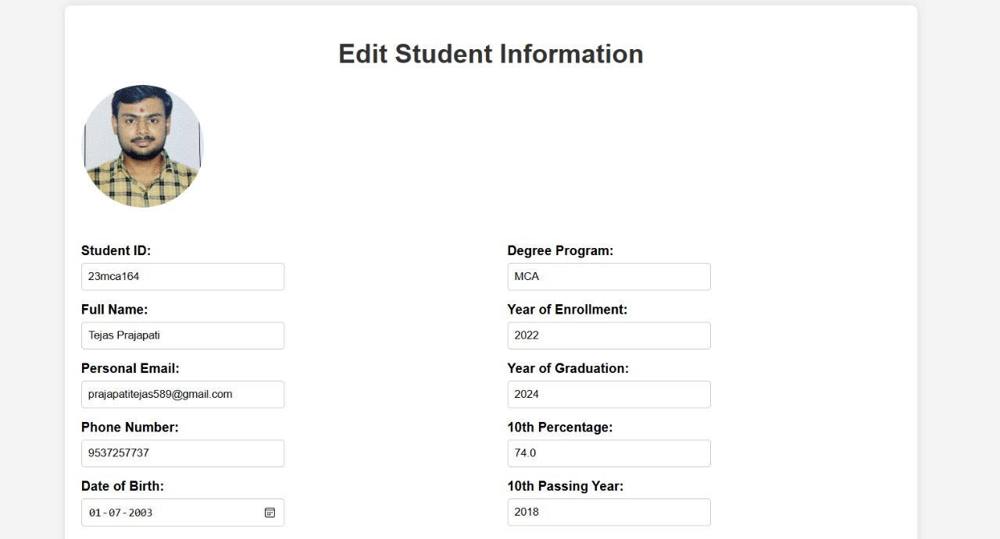 Edit Student Information
Student ID:
23mca164
Full Name:
Tejas Prajapati
Personal Email:
prajapatitejas589@gmail.com
Phone Number:
9537257737
Date of Birth:
01-07-2003
Degree Program:
MCA
Year of Enrollment:
2022
Year of Graduation:
2024
10th Percentage:
74.0
10th Passing Year:
2018